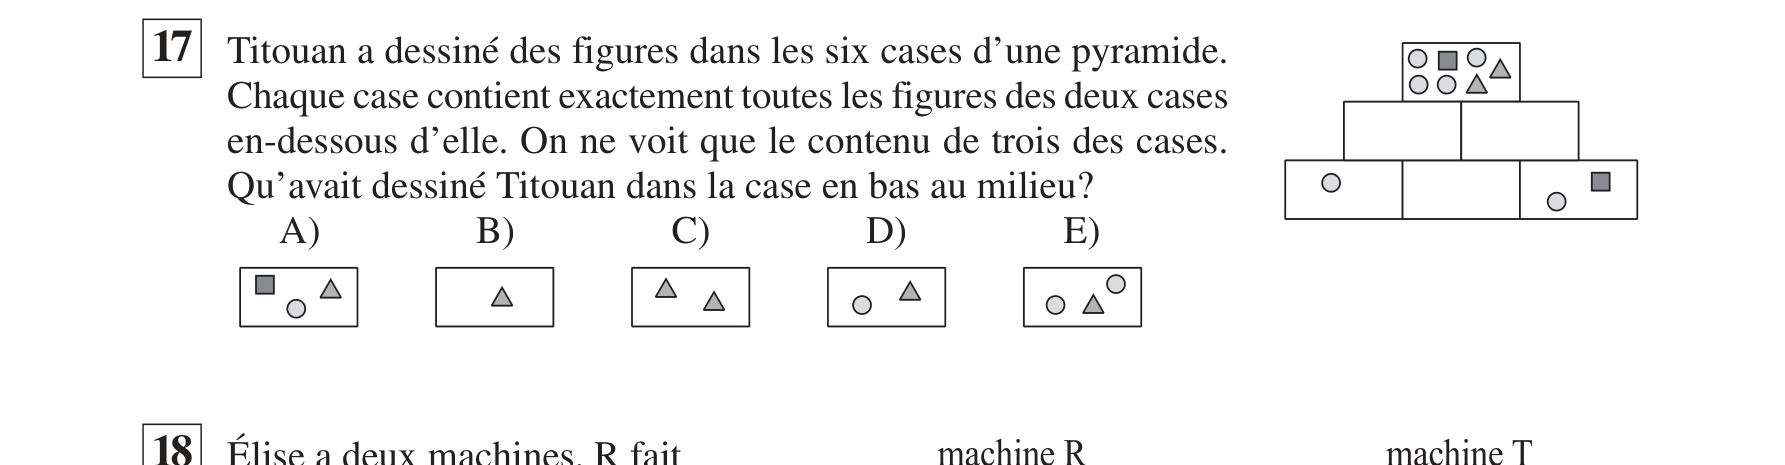 17 Titouan a dessiné des figures dans les six cases d'une pyramide.
Chaque case contient exactement toutes les figures des deux cases
en-dessous d'elle. On ne voit que le contenu de trois des cases.
Qu'avait dessiné Titouan dans la case en bas au milieu?
A) B) C) D) E)
18 Élise a deux machines. R fait machine R machine T